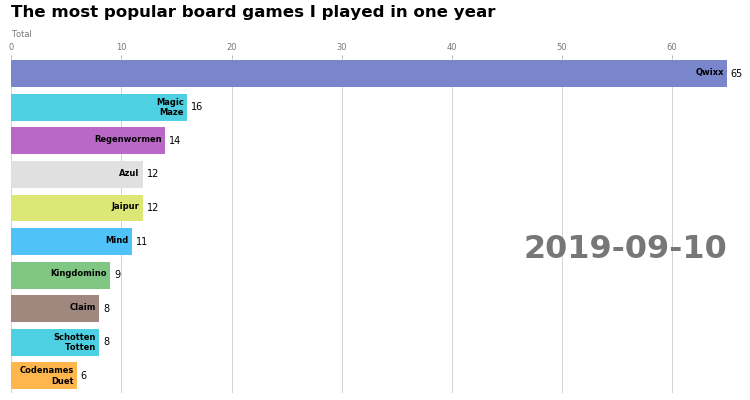 The most popular board games I played in one year
Total
0 10 20 30 40 50 60
Qwixx 65
Magic
Maze 16
Regenwormen 14
Azul 12
Jaipur 12
Mind 11
2019-09-10
Kingdomino 9
Claim 8
Schotten
Totten 8
Codenames
Duet 6